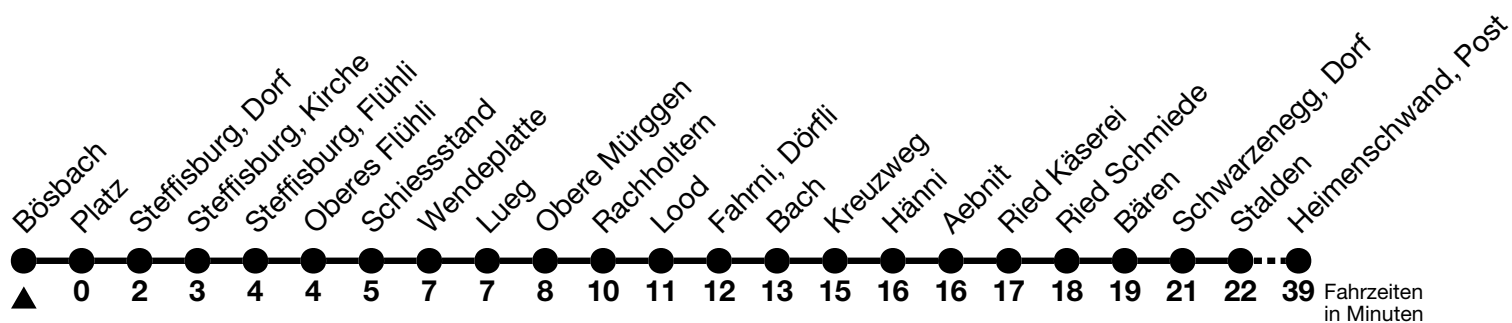 Bösbach
Platz
Steffisburg, Dorf
Steffisburg, Kirche
Steffisburg, Flühli
Oberes Flühli
Schiessstand
Wendeplatte
Lueg
Obere Mürggen
Rachholtern
Lood
Fahrni, Dörfli
Bach
Kreuzweg
Hänni
Aebnit
Ried Käserei
Ried Schmiede
Bären
Schwarzenegg, Dorf
Stalden
Heimenschwand, Post
0 2 3 4 4 5 7 7 8 10 11 12 13 15 16 16 17 18 19 21 22 39 Fahrzeiten
in Minuten